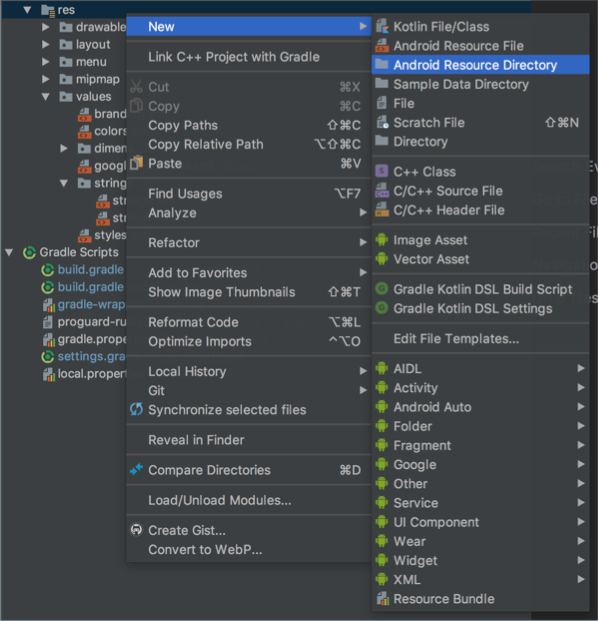 res
drawable
layout
menu
mipmap
values
brand
colors
dimen
goog
string
str
str
styles
Gradle Scripts
build.gradle
build.gradle
gradle-wrap
proguard-ru
gradle.prope
settings.gra
local.propert
New
Link C++ Project with Gradle
Cut ⌘X
Copy ⌘C
Copy Paths ⇧⌘C
Copy Relative Path ⌥⇧⌘C
Paste ⌘V
Find Usages ⌥F7
Analyze
Refactor
Add to Favorites
Show Image Thumbnails ⇧⌘T
Reformat Code ⌥⌘L
Optimize Imports ^⌥O
Local History
Git
Synchronize selected files
Reveal in Finder
Compare Directories ⌘D
Load/Unload Modules...
Create Gist...
Convert to WebP...
Kotlin File/Class
Android Resource File
Android Resource Directory
Sample Data Directory
File
Scratch File ⇧⌘N
Directory
C++ Class
C/C++ Source File
C/C++ Header File
Image Asset
Vector Asset
Gradle Kotlin DSL Build Script
Gradle Kotlin DSL Settings
Edit File Templates...
AIDL
Activity
Android Auto
Folder
Fragment
Google
Other
Service
UI Component
Wear
Widget
XML
Resource Bundle